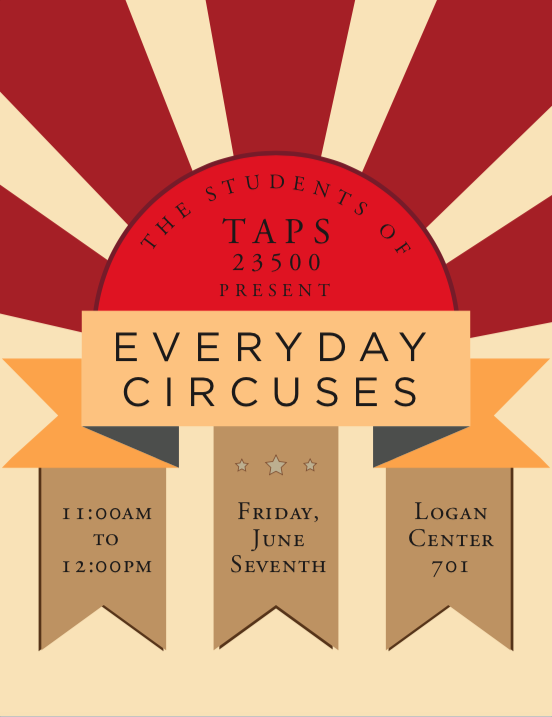 THE STUDENTS OF
TAPS
23500
PRESENT
EVERYDAY
CIRCUSES
11:00AM
TO
12:00PM
FRIDAY,
JUNE
SEVENTH
LOGAN
CENTER
701